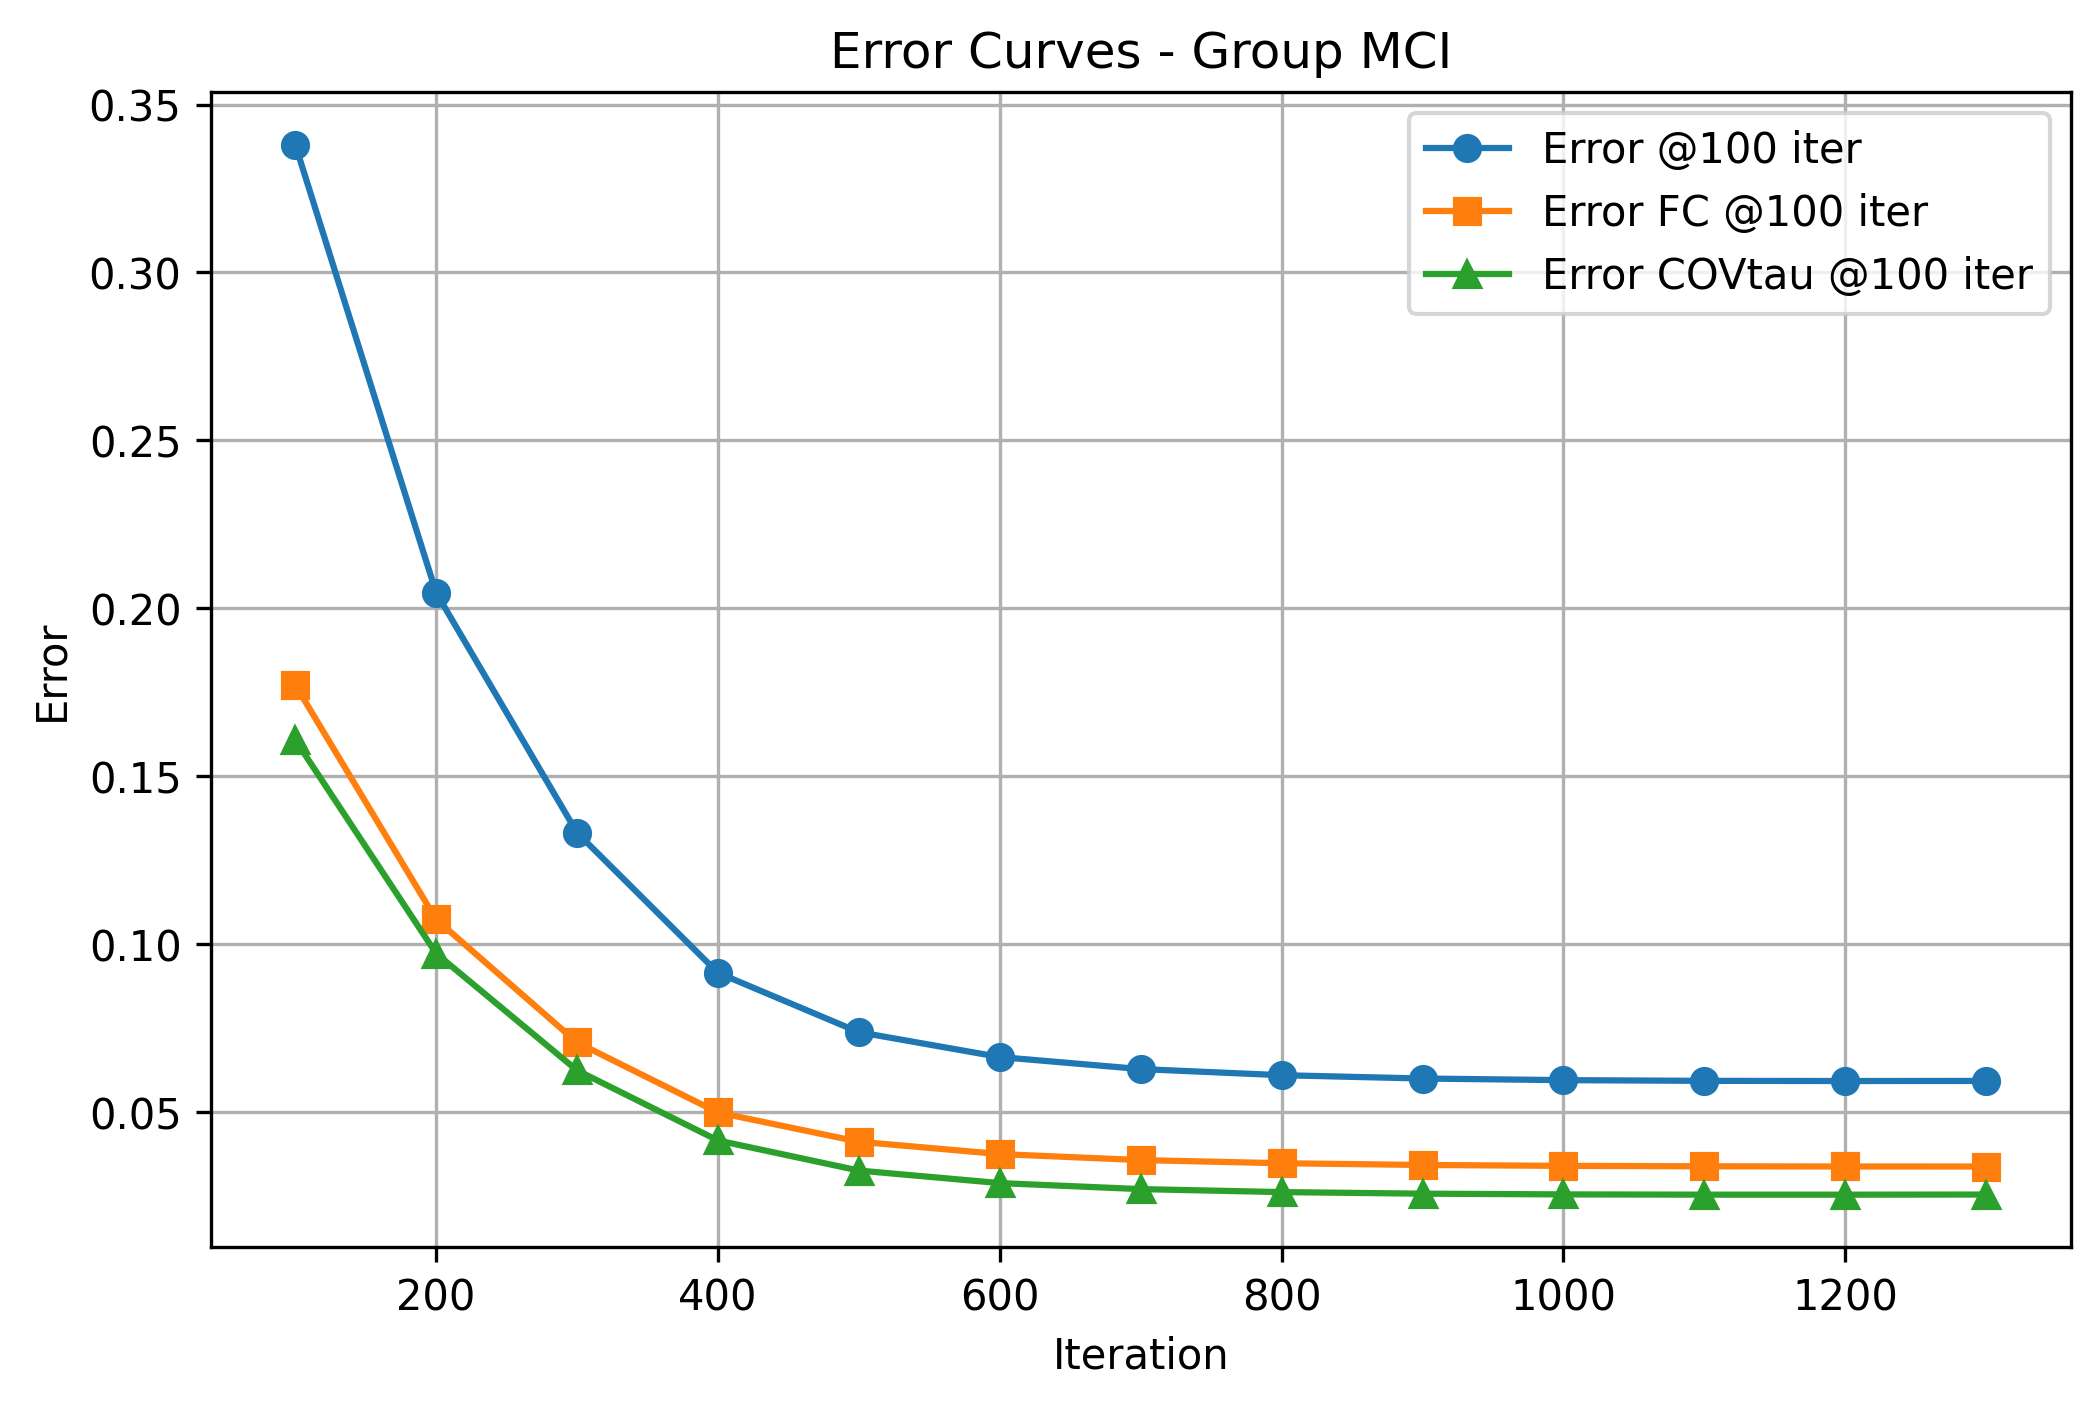 Error Curves - Group MCI
0.35
0.30
0.25
0.20
0.15
0.10
0.05
Error
Error @100 iter
Error FC @100 iter
Error COVtau @100 iter
200 400 600 800 1000 1200
Iteration